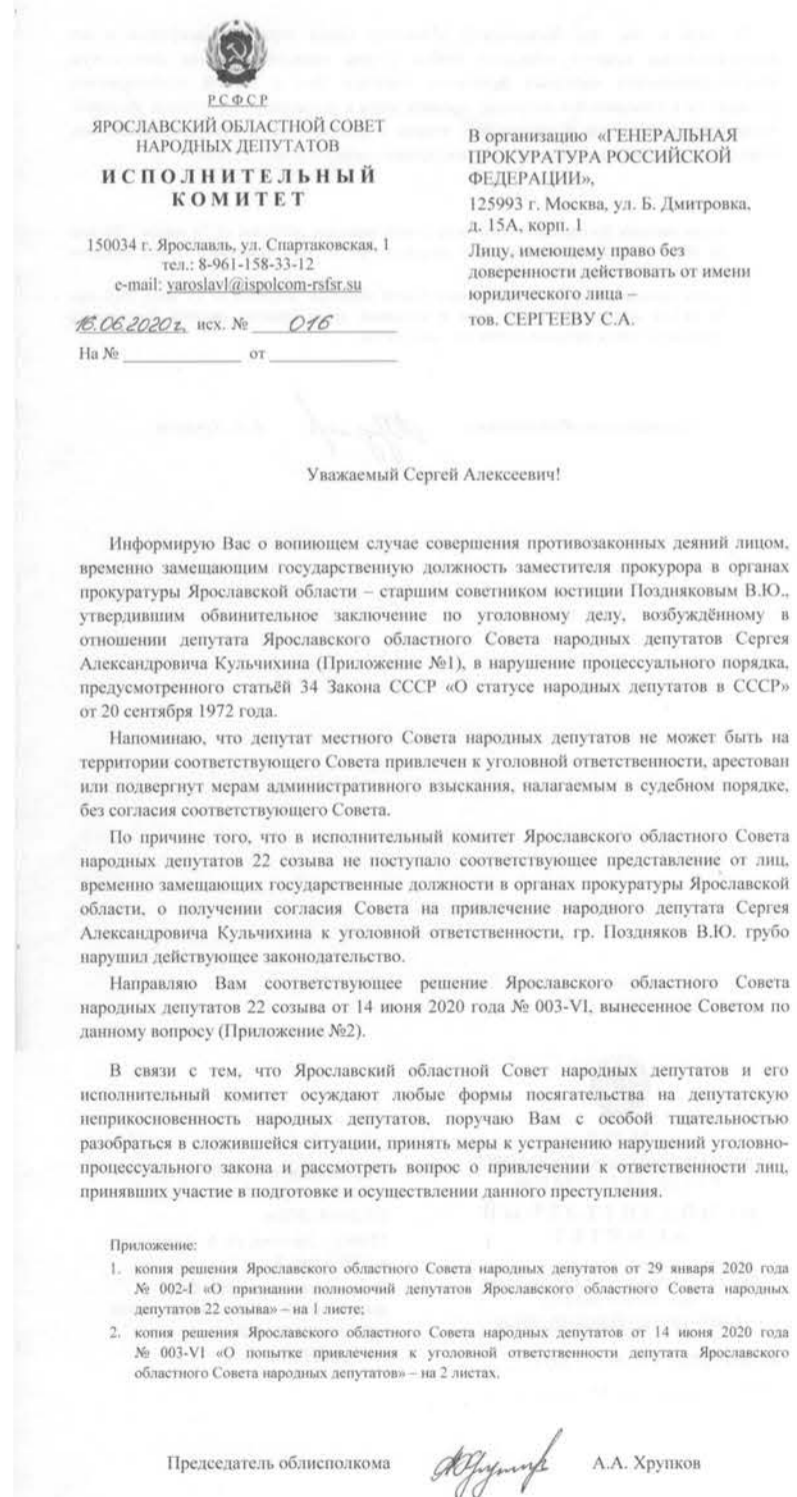 РСФСР
ЯРОСЛАВСКИЙ ОБЛАСТНОЙ СОВЕТ
НАРОДНЫХ ДЕПУТАТОВ
ИСПОЛНИТЕЛЬНЫЙ
КОМИТЕТ
150034 г. Ярославль, ул. Спартаковская, 1
тел.: 8-961-158-33-12
e-mail: yaroslavl@ispolcom-rsfsr.su
16.06.2020г. исх. № 016
На № ____________ от ____________
В организацию «ГЕНЕРАЛЬНАЯ
ПРОКУРАТУРА РОССИЙСКОЙ
ФЕДЕРАЦИИ»,
125993 г. Москва, ул. Б. Дмитровка,
д. 15А, корп. 1
Лицу, имеющему право без
доверенности действовать от имени
юридического лица –
тов. СЕРГЕЕВУ С.А.
Уважаемый Сергей Алексеевич!
Информирую Вас о вопиющем случае совершения противозаконных деяний лицом,
временно замещающим государственную должность заместителя прокурора в органах
прокуратуры Ярославской области – старшим советником юстиции Поздняковым В.Ю.,
утвердившим обвинительное заключение по уголовному делу, возбуждённому в
отношении депутата Ярославского областного Совета народных депутатов Сергея
Александровича Кульчихина (Приложение №1), в нарушение процессуального порядка,
предусмотренного статьёй 34 Закона СССР «О статусе народных депутатов в СССР»
от 20 сентября 1972 года.
Напоминаю, что депутат местного Совета народных депутатов не может быть на
территории соответствующего Совета привлечен к уголовной ответственности, арестован
или подвергнут мерам административного взыскания, налагаемым в судебном порядке,
без согласия соответствующего Совета.
По причине того, что в исполнительный комитет Ярославского областного Совета
народных депутатов 22 созыва не поступало соответствующее представление от лиц,
временно замещающих государственные должности в органах прокуратуры Ярославской
области, о получении согласия Совета на привлечение народного депутата Сергея
Александровича Кульчихина к уголовной ответственности, гр. Поздняков В.Ю. грубо
нарушил действующее законодательство.
Направляю Вам соответствующее решение Ярославского областного Совета
народных депутатов 22 созыва от 14 июня 2020 года № 003-VI, вынесенное Советом по
данному вопросу (Приложение №2).
В связи с тем, что Ярославский областной Совет народных депутатов и его
исполнительный комитет осуждают любые формы посягательства на депутатскую
неприкосновенность народных депутатов, поручаю Вам с особой тщательностью
разобраться в сложившейся ситуации, принять меры к устранению нарушений уголовно-
процессуального закона и рассмотреть вопрос о привлечении к ответственности лиц,
принявших участие в подготовке и осуществлении данного преступления.
Приложение:
1. копия решения Ярославского областного Совета народных депутатов от 29 января 2020 года
№ 002-I «О признании полномочий депутатов Ярославского областного Совета народных
депутатов 22 созыва» – на 1 листе;
2. копия решения Ярославского областного Совета народных депутатов от 14 июня 2020 года
№ 003-VI «О попытке привлечения к уголовной ответственности депутата Ярославского
областного Совета народных депутатов» – на 2 листах.
Председатель облисполкома А.А. Хрупков